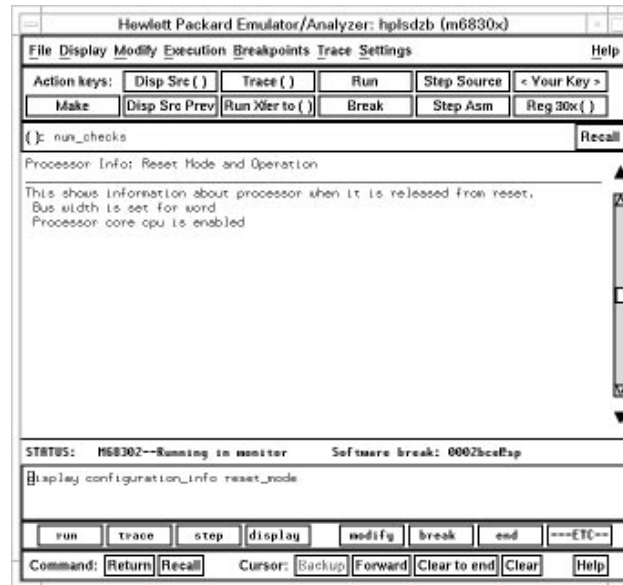 Hewlett Packard Emulator/Analyzer: hplsdzb (m6830x)
File Display Modify Execution Breakpoints Trace Settings Help
Action keys: Disp Src ( ) Trace ( ) Run Step Source < Your Key >
Make Disp Src Prev Run Xfer to ( ) Break Step Asm Reg 30x ( )
( ): num_checks Recall
Processor Info: Reset Mode and Operation
This shows information about processor when it is released from reset.
Bus width is set for word
Processor core cpu is enabled
STATUS: M68302--Running in monitor Software break: 0002bce@sp
display configuration_info reset_mode
run trace step display modify break end ---ETC--
Command: Return Recall Cursor: Backup Forward Clear to end Clear Help